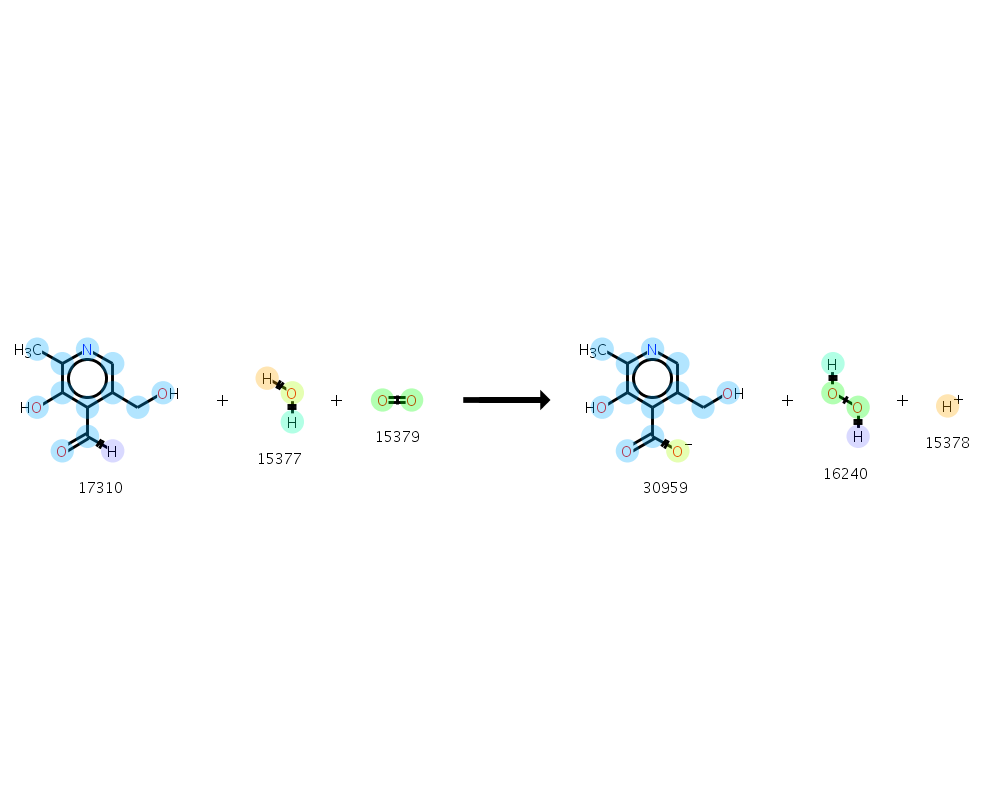 H₃C N
HO OH
O H
17310
+
H O
H
15377
+
O O
15379
H₃C N
HO OH
O O⁻
30959
+
H
O
O
H
16240
+
H⁺
15378